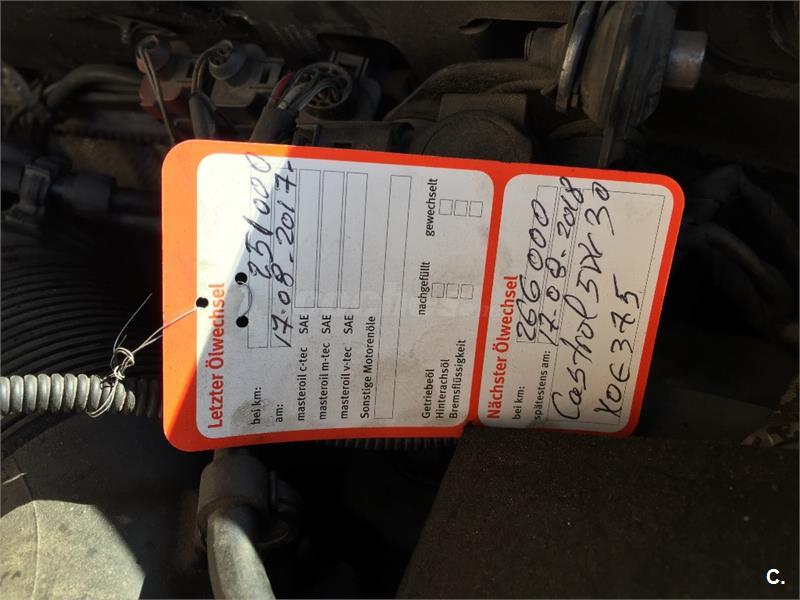 Letzter Ölwechsel
bei km: 251000
am: 17.08.2017
masteroil c-tec SAE
masteroil m-tec SAE
masteroil v-tec SAE
Sonstige Motorenöle
nachgefüllt gewechselt
Getriebeöl
Hinterachsöl
Bremsflüssigkeit
Nächster Ölwechsel
bei km: 266000
spätestens am: 17.08.2018
Castrol 5W30
C.